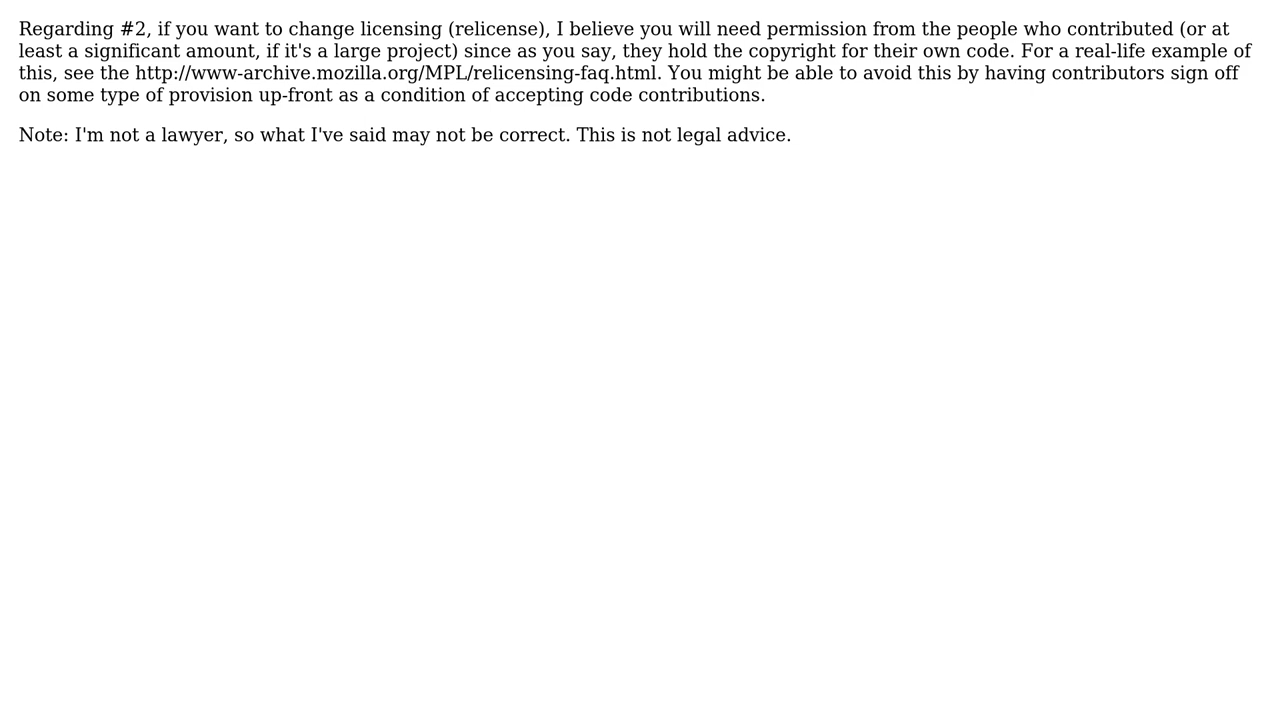 Regarding #2, if you want to change licensing (relicense), I believe you will need permission from the people who contributed (or at
least a significant amount, if it's a large project) since as you say, they hold the copyright for their own code. For a real-life example of
this, see the http://www-archive.mozilla.org/MPL/relicensing-faq.html. You might be able to avoid this by having contributors sign off
on some type of provision up-front as a condition of accepting code contributions.
Note: I'm not a lawyer, so what I've said may not be correct. This is not legal advice.